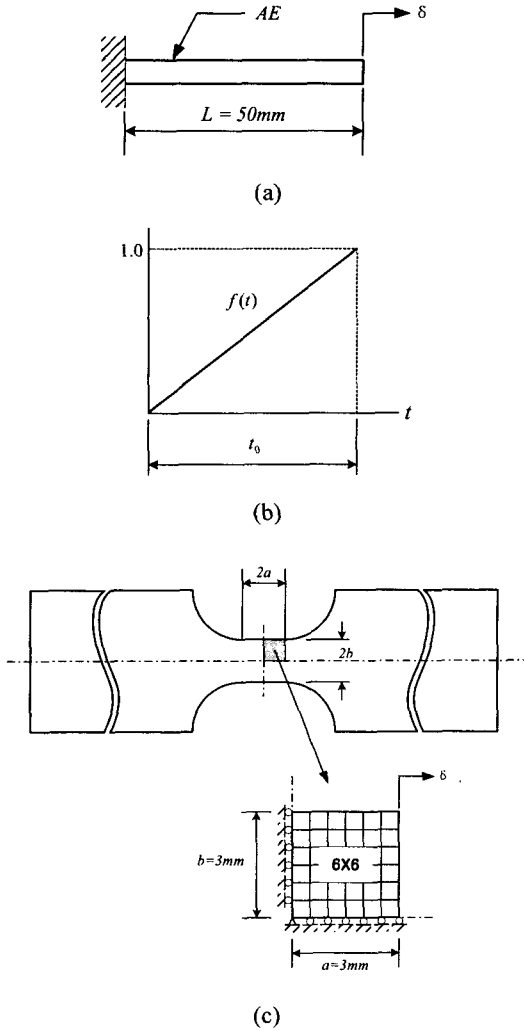 AE
δ
L = 50mm
(a)
1.0
f(t)
t
t₀
(b)
2a
2b
δ
b=3mm
6X6
a=3mm
(c)